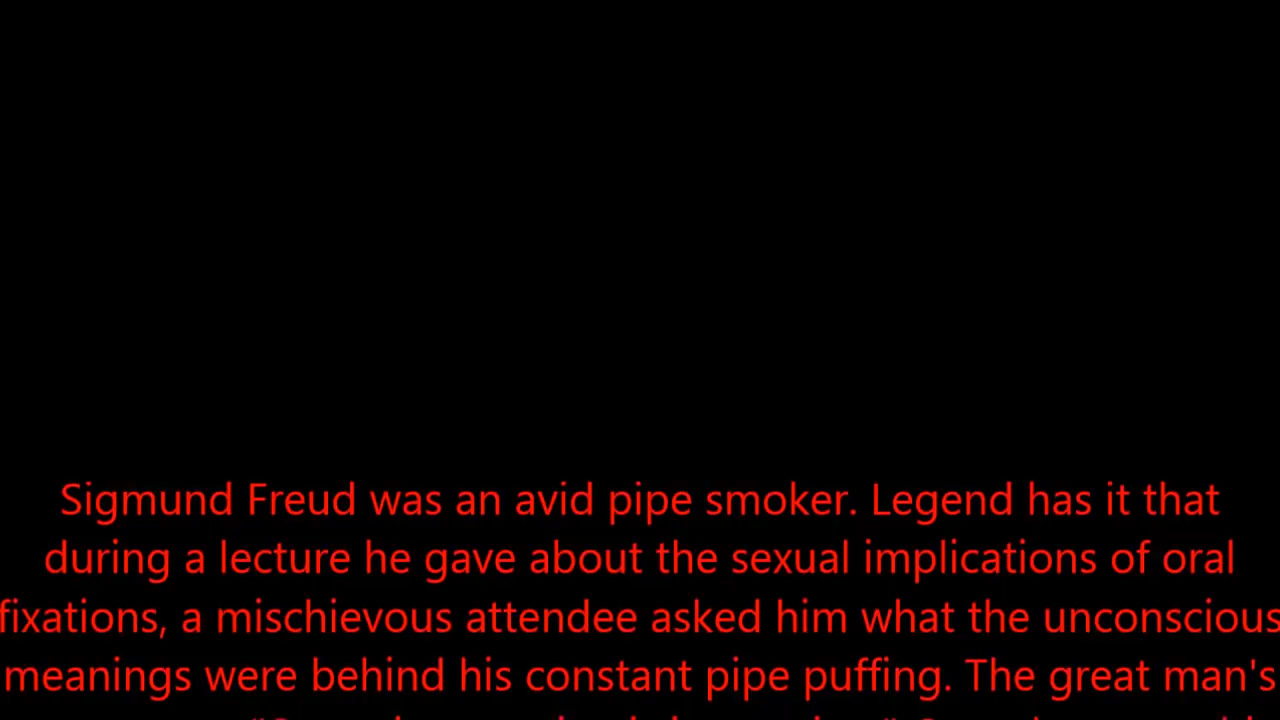 Sigmund Freud was an avid pipe smoker. Legend has it that
during a lecture he gave about the sexual implications of oral
fixations, a mischievous attendee asked him what the unconscious
meanings were behind his constant pipe puffing. The great man's